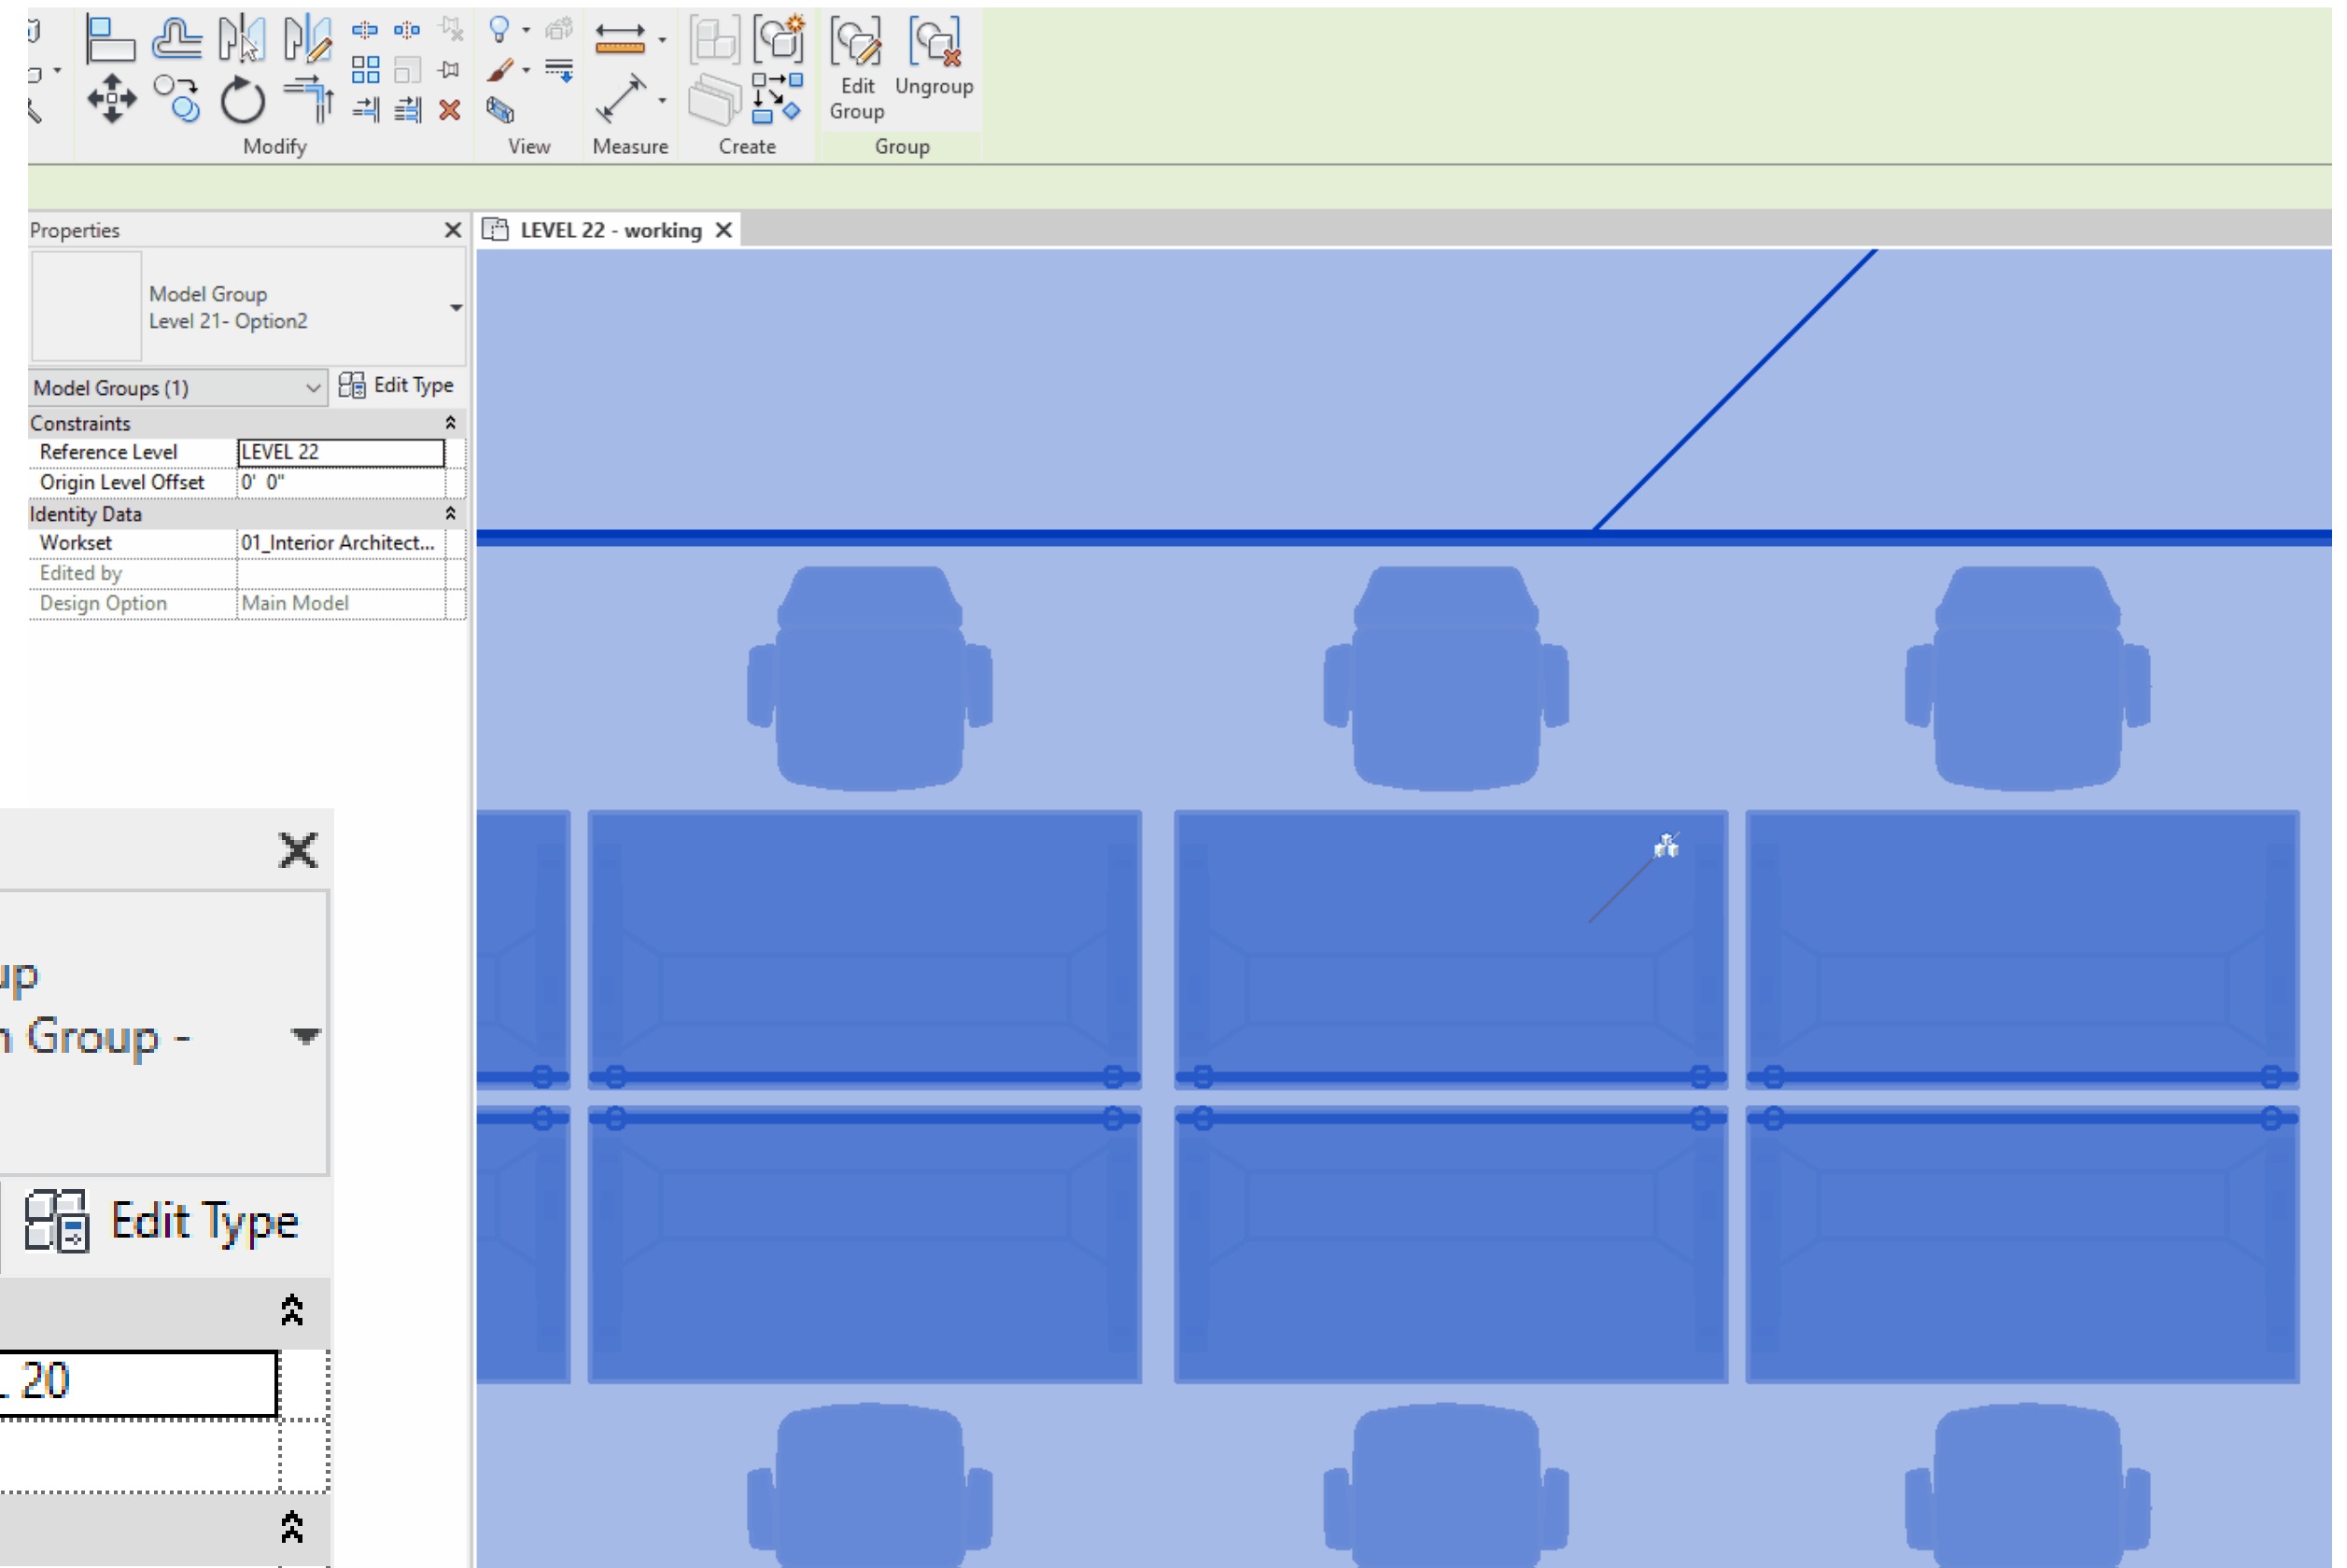 Edit
Group
Ungroup
Modify
View
Measure
Create
Group
Properties
LEVEL 22 - working
Model Group
Level 21- Option2
Model Groups (1)
Edit Type
Constraints
Reference Level LEVEL 22
Origin Level Offset 0' 0"
Identity Data
Workset 01_Interior Architect...
Edited by
Design Option Main Model
Group -
Edit Type
20